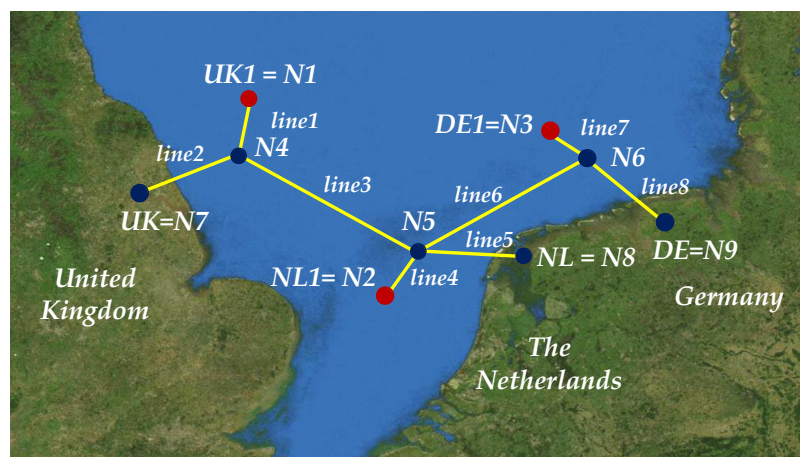 UK1 = N1
line1
DE1=N3
line7
line2
N4
N6
line3
line6
line8
UK=N7
N5
line5
NL = N8
DE=N9
NL1= N2
line4
United
Kingdom
Germany
The
Netherlands